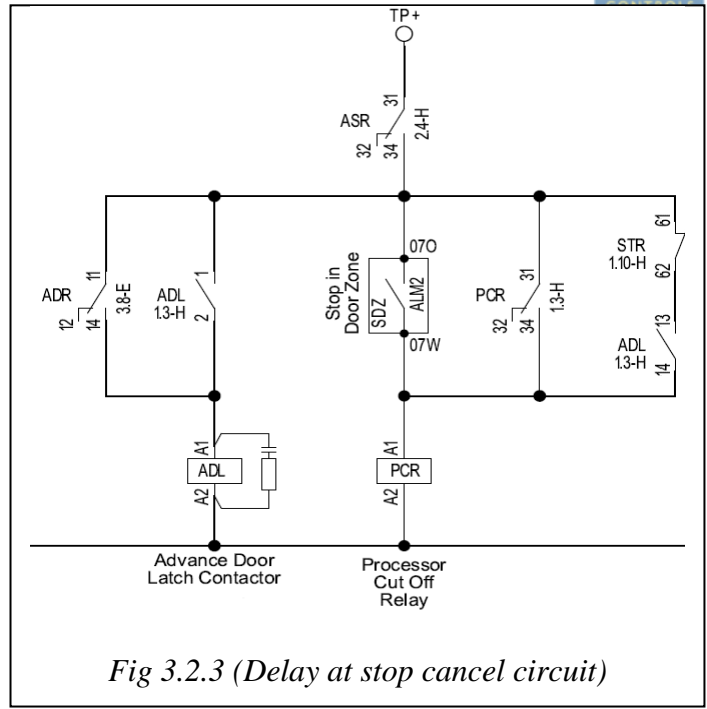 TP+
31
ASR
2.4-H
32
34
11
ADR
3.8-E
12
14
1
ADL
1.3-H
2
Stop in
Door Zone
07O
SDZ
ALM2
07W
31
PCR
1.3-H
32
34
61
STR
1.10-H
62
13
ADL
1.3-H
14
A1
ADL
A2
A1
PCR
A2
Advance Door
Latch Contactor
Processor
Cut Off
Relay
Fig 3.2.3 (Delay at stop cancel circuit)